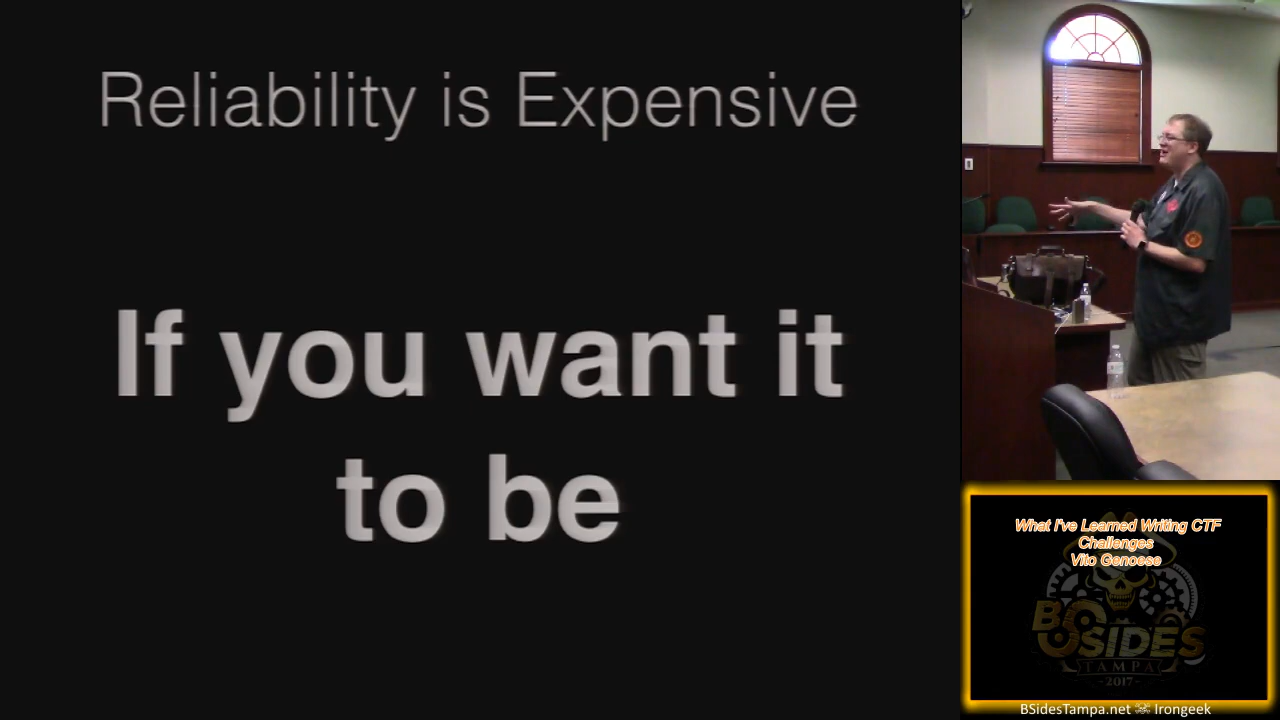 Reliability is Expensive
If you want it
to be
What I've Learned Writing CTF
Challenges
Vito Genoese
BSIDES
TAMPA
-2017-
BSidesTampa.net ☠ Irongeek